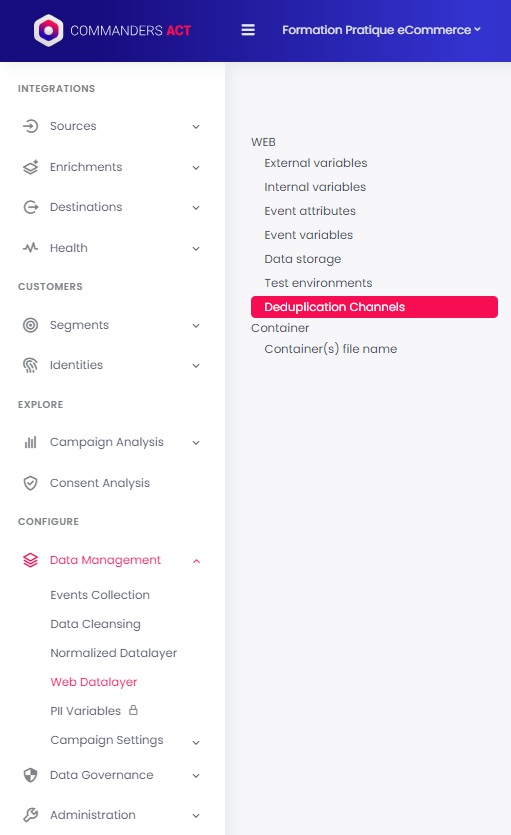 COMMANDERS ACT
Formation Pratique eCommerce
INTEGRATIONS
Sources
Enrichments
Destinations
Health
CUSTOMERS
Segments
Identities
EXPLORE
Campaign Analysis
Consent Analysis
CONFIGURE
Data Management
Events Collection
Data Cleansing
Normalized Datalayer
Web Datalayer
PII Variables
Campaign Settings
Data Governance
Administration
WEB
External variables
Internal variables
Event attributes
Event variables
Data storage
Test environments
Deduplication Channels
Container
Container(s) file name